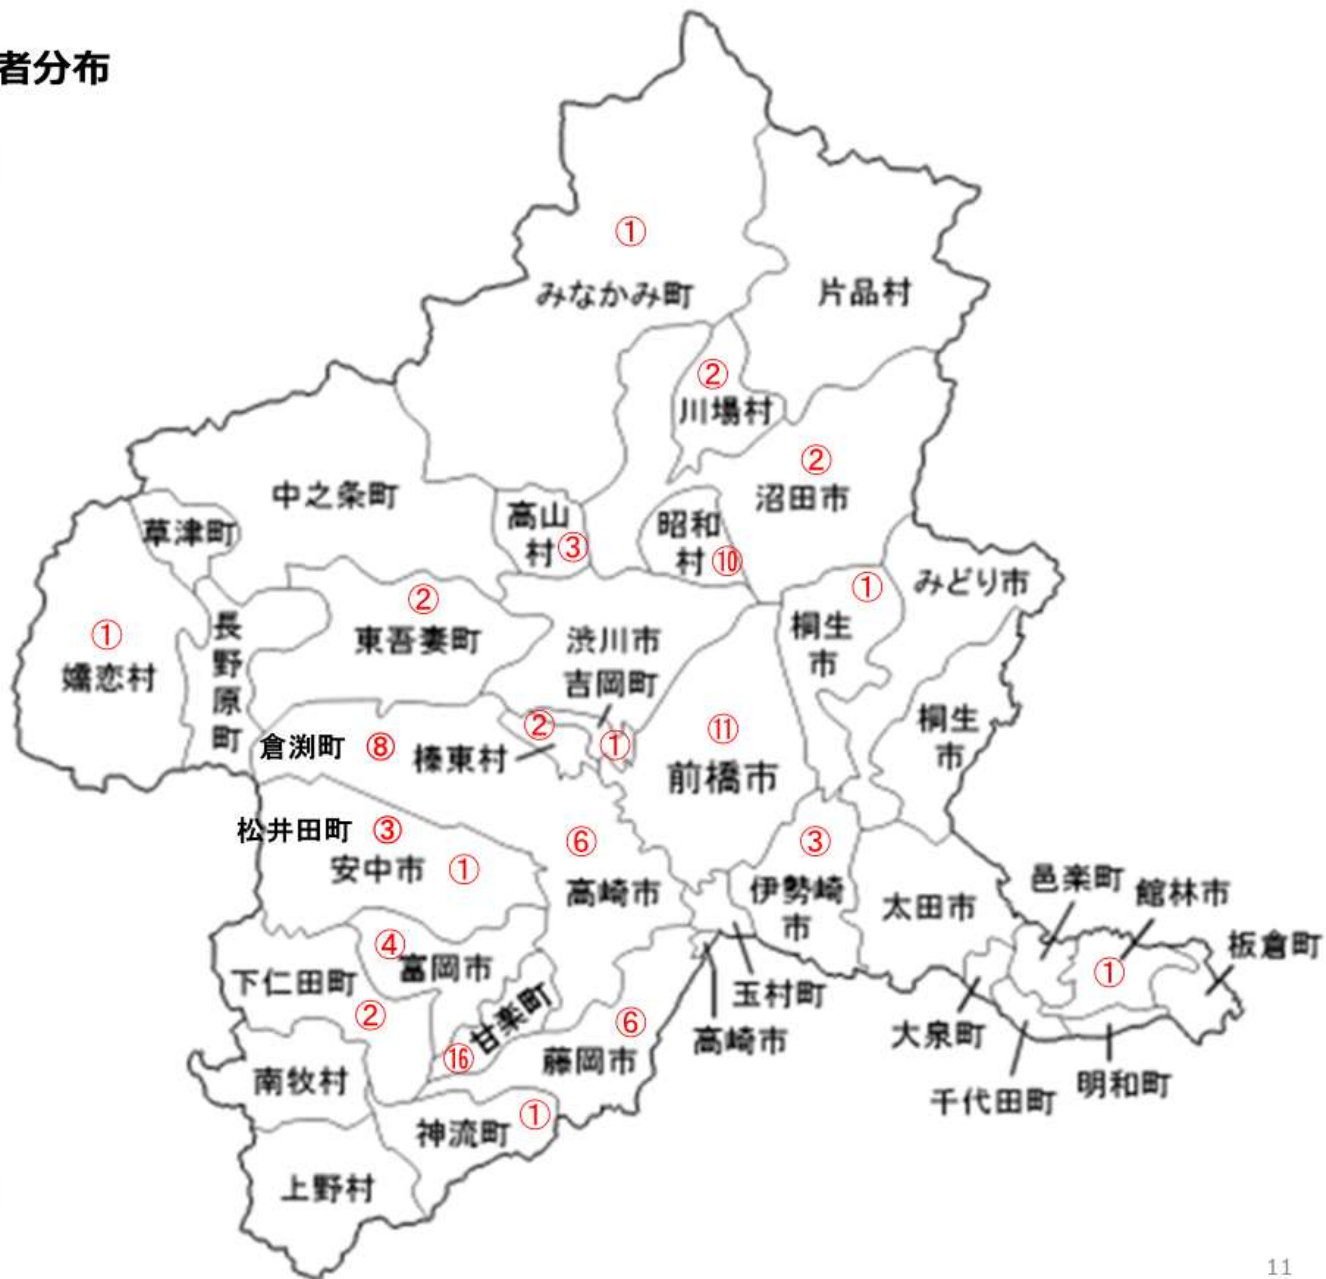 者分布
①
みなかみ町
片品村
②
川場村
②
沼田市
中之条町
草津町
高山
村③
昭和
村⑩
①
みどり市
①
嬬恋村
長
野
原
町
②
東吾妻町
渋川市
吉岡町
桐生
市
桐生
市
倉渕町 ⑧
榛東村
②
①
⑪
前橋市
松井田町 ③
安中市 ①
⑥
高崎市
③
伊勢崎
市
太田市
邑楽町
館林市
板倉町
①
④
富岡市
下仁田町
②
甘楽町
⑯
⑥
藤岡市
高崎市
玉村町
大泉町
千代田町
明和町
南牧村
①
神流町
上野村
11